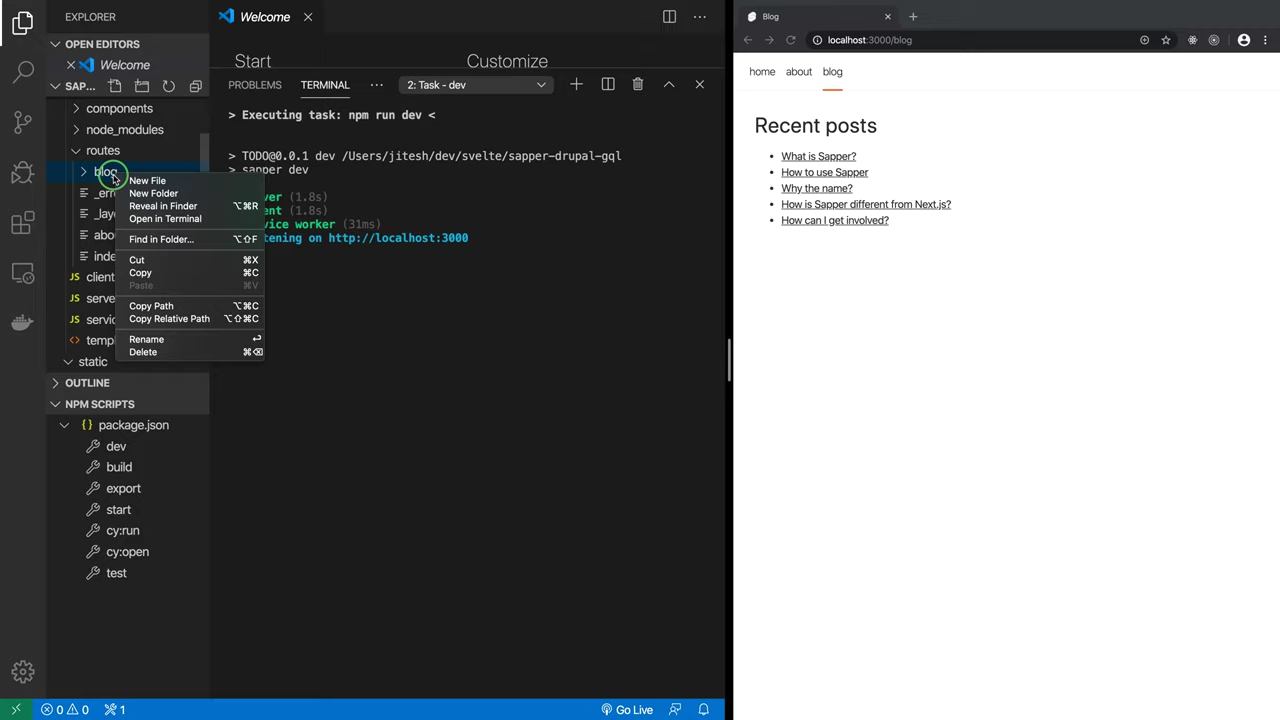 EXPLORER
OPEN EDITORS
Welcome
SAP...
components
node_modules
routes
blog
client
static
OUTLINE
NPM SCRIPTS
{} package.json
dev
build
export
start
cy:run
cy:open
test
New File
New Folder
Reveal in Finder ⌥⌘R
Open in Terminal
Find in Folder... ⌥⇧F
Cut ⌘X
Copy ⌘C
Paste ⌘V
Copy Path ⌥⌘C
Copy Relative Path ⌥⇧⌘C
Rename ↩
Delete ⌘⌫
Welcome
Start Customize
PROBLEMS TERMINAL ... 2: Task - dev
> Executing task: npm run dev <
> TODO@0.0.1 dev /Users/jitesh/dev/svelte/sapper-drupal-gql
> sapper dev
(1.8s)
(1.8s)
worker (31ms)
on http://localhost:3000
0 0 1 Go Live
Blog
localhost:3000/blog
home about blog
Recent posts
• What is Sapper?
• How to use Sapper
• Why the name?
• How is Sapper different from Next.js?
• How can I get involved?